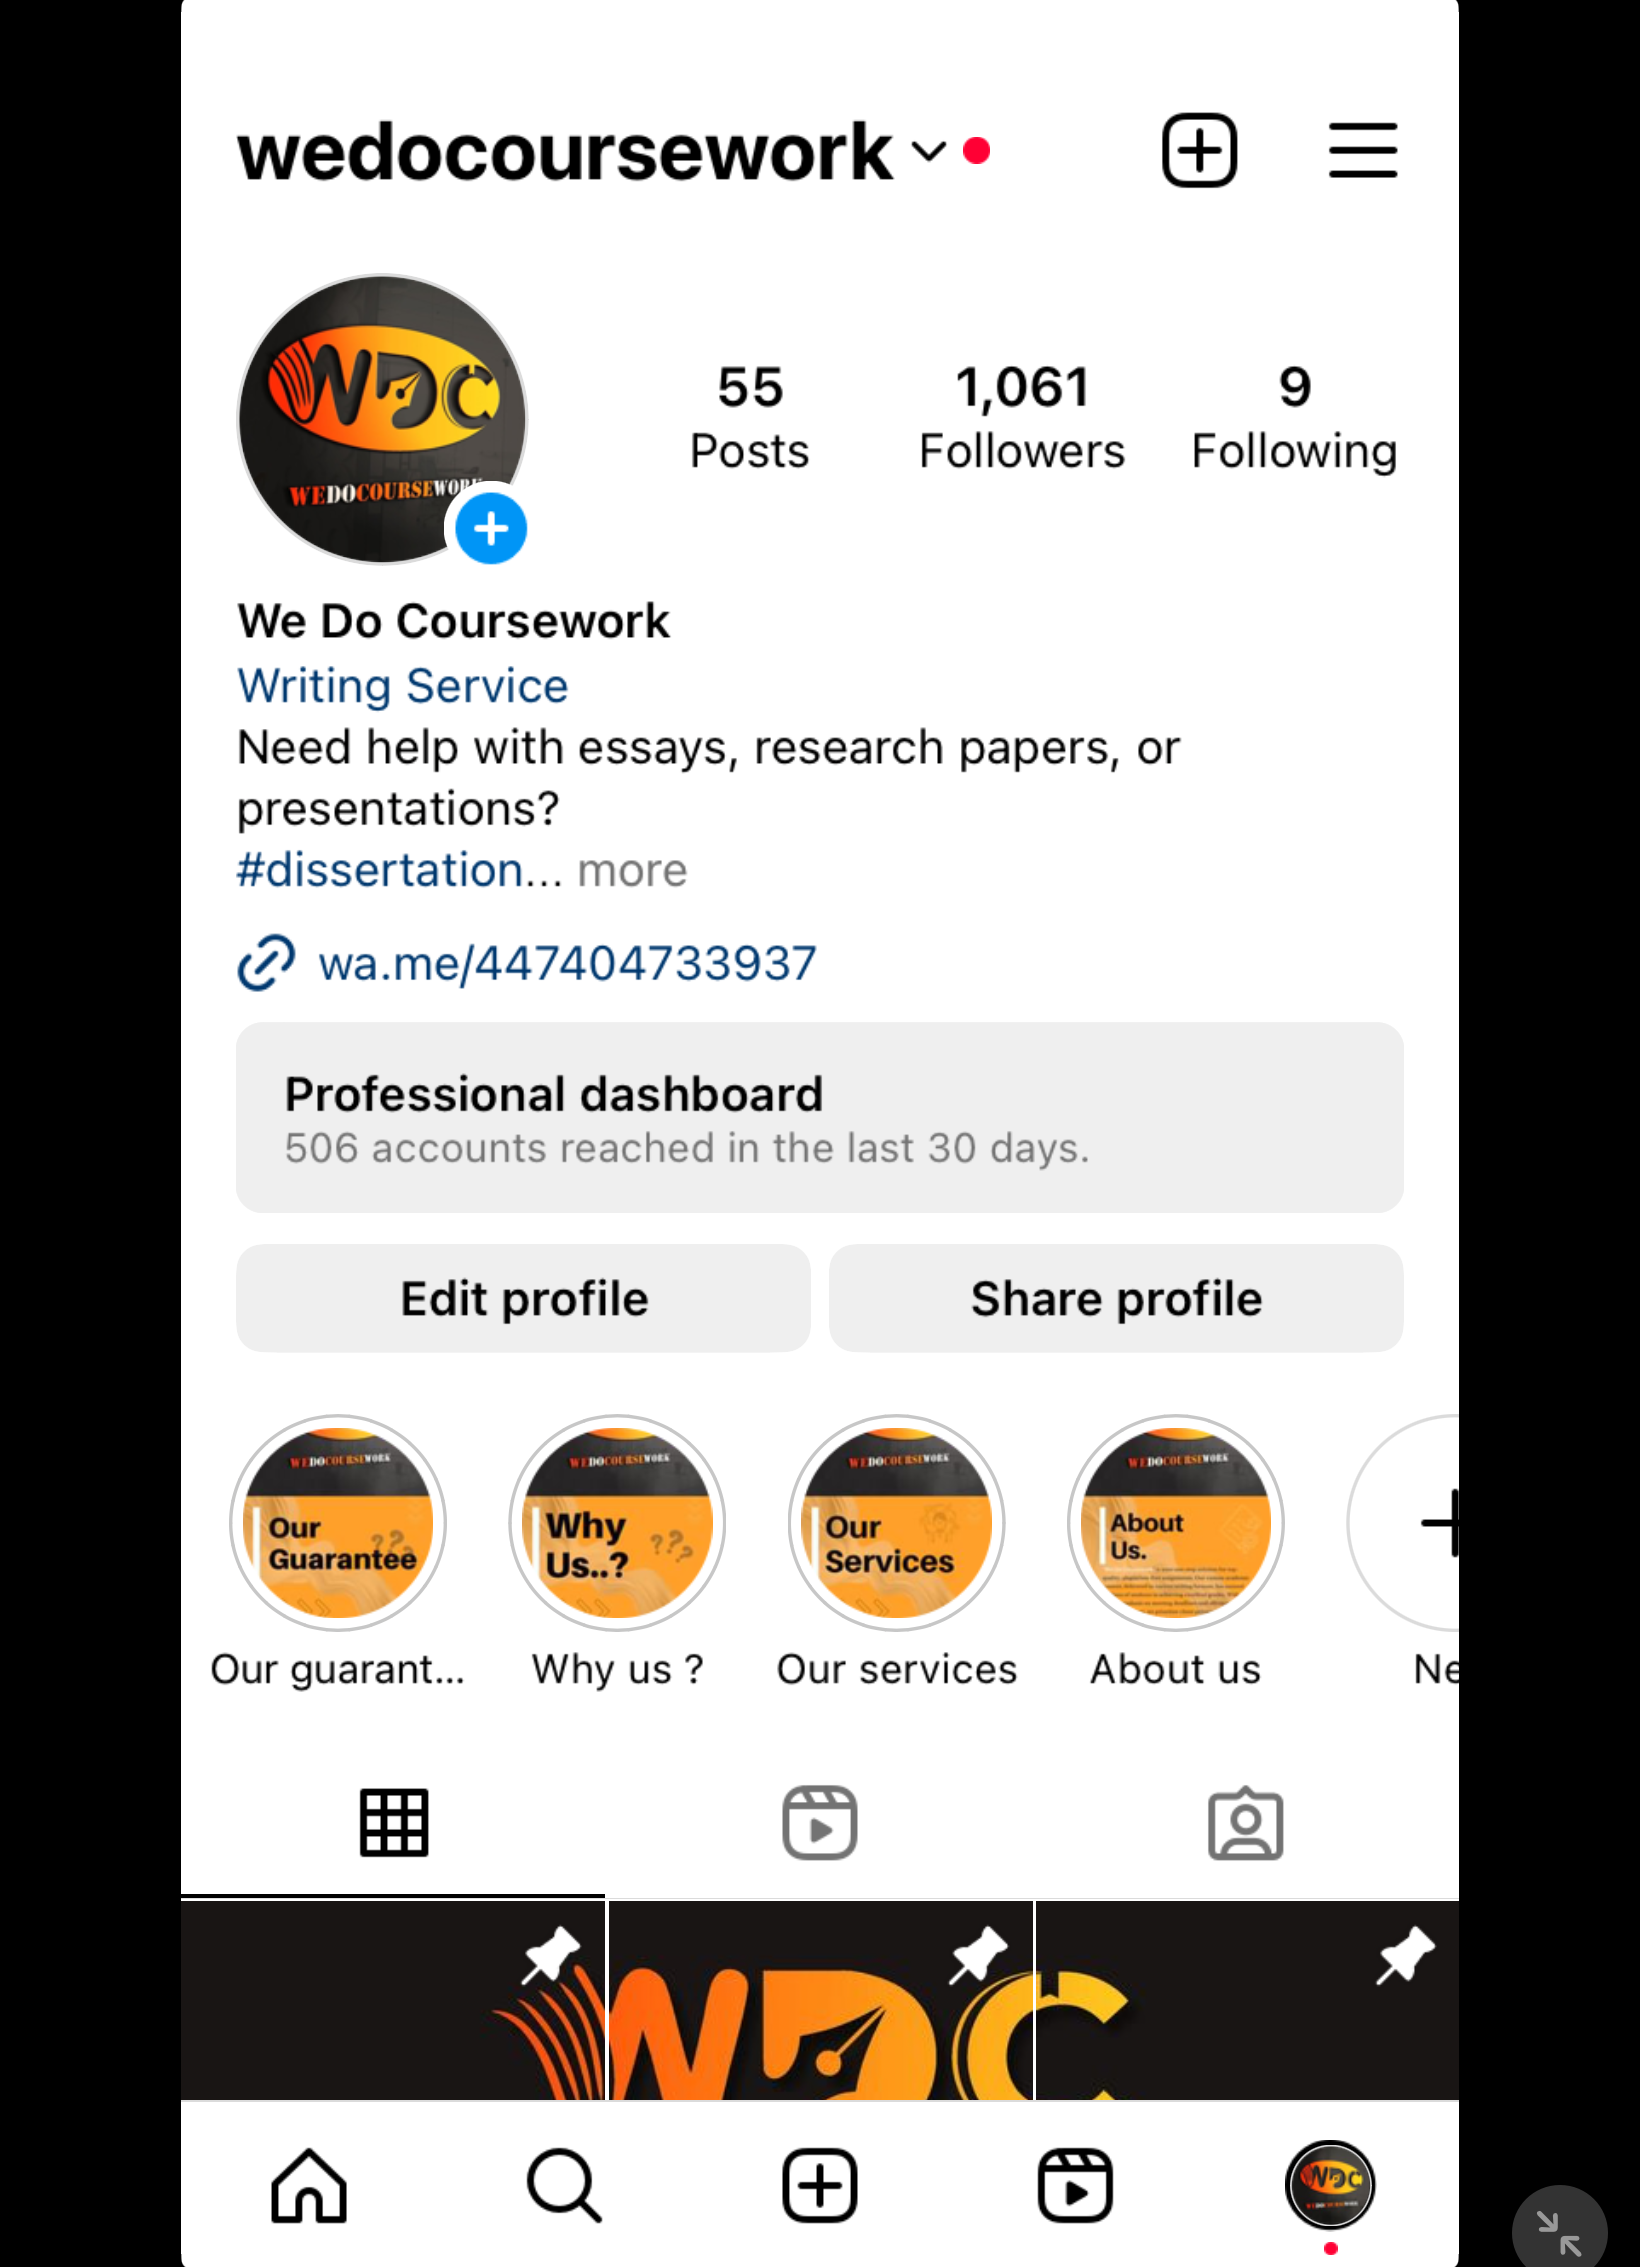 wedocoursework
WDC
WEDOCOURSEWORK
55
Posts
1,061
Followers
9
Following
We Do Coursework
Writing Service
Need help with essays, research papers, or
presentations?
#dissertation... more
wa.me/447404733937
Professional dashboard
506 accounts reached in the last 30 days.
Edit profile
Share profile
WEDOCOURSEWORK
Our
Guarantee
???
WEDOCOURSEWORK
Why
Us..?
???
WEDOCOURSEWORK
Our
Services
WEDOCOURSEWORK
About
Us.
Our guarant...
Why us ?
Our services
About us
Ne
WDC
WDC